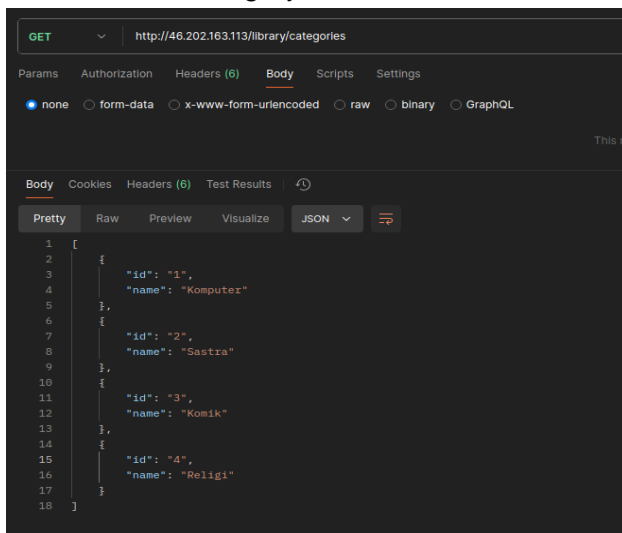 GET http://46.202.163.113/library/categories
Params Authorization Headers (6) Body Scripts Settings
none form-data x-www-form-urlencoded raw binary GraphQL
This
Body Cookies Headers (6) Test Results
Pretty Raw Preview Visualize JSON
1 [
2 {
3 "id": "1",
4 "name": "Komputer"
5 },
6 {
7 "id": "2",
8 "name": "Sastra"
9 },
10 {
11 "id": "3",
12 "name": "Komik"
13 },
14 {
15 "id": "4",
16 "name": "Religi"
17 }
18 ]